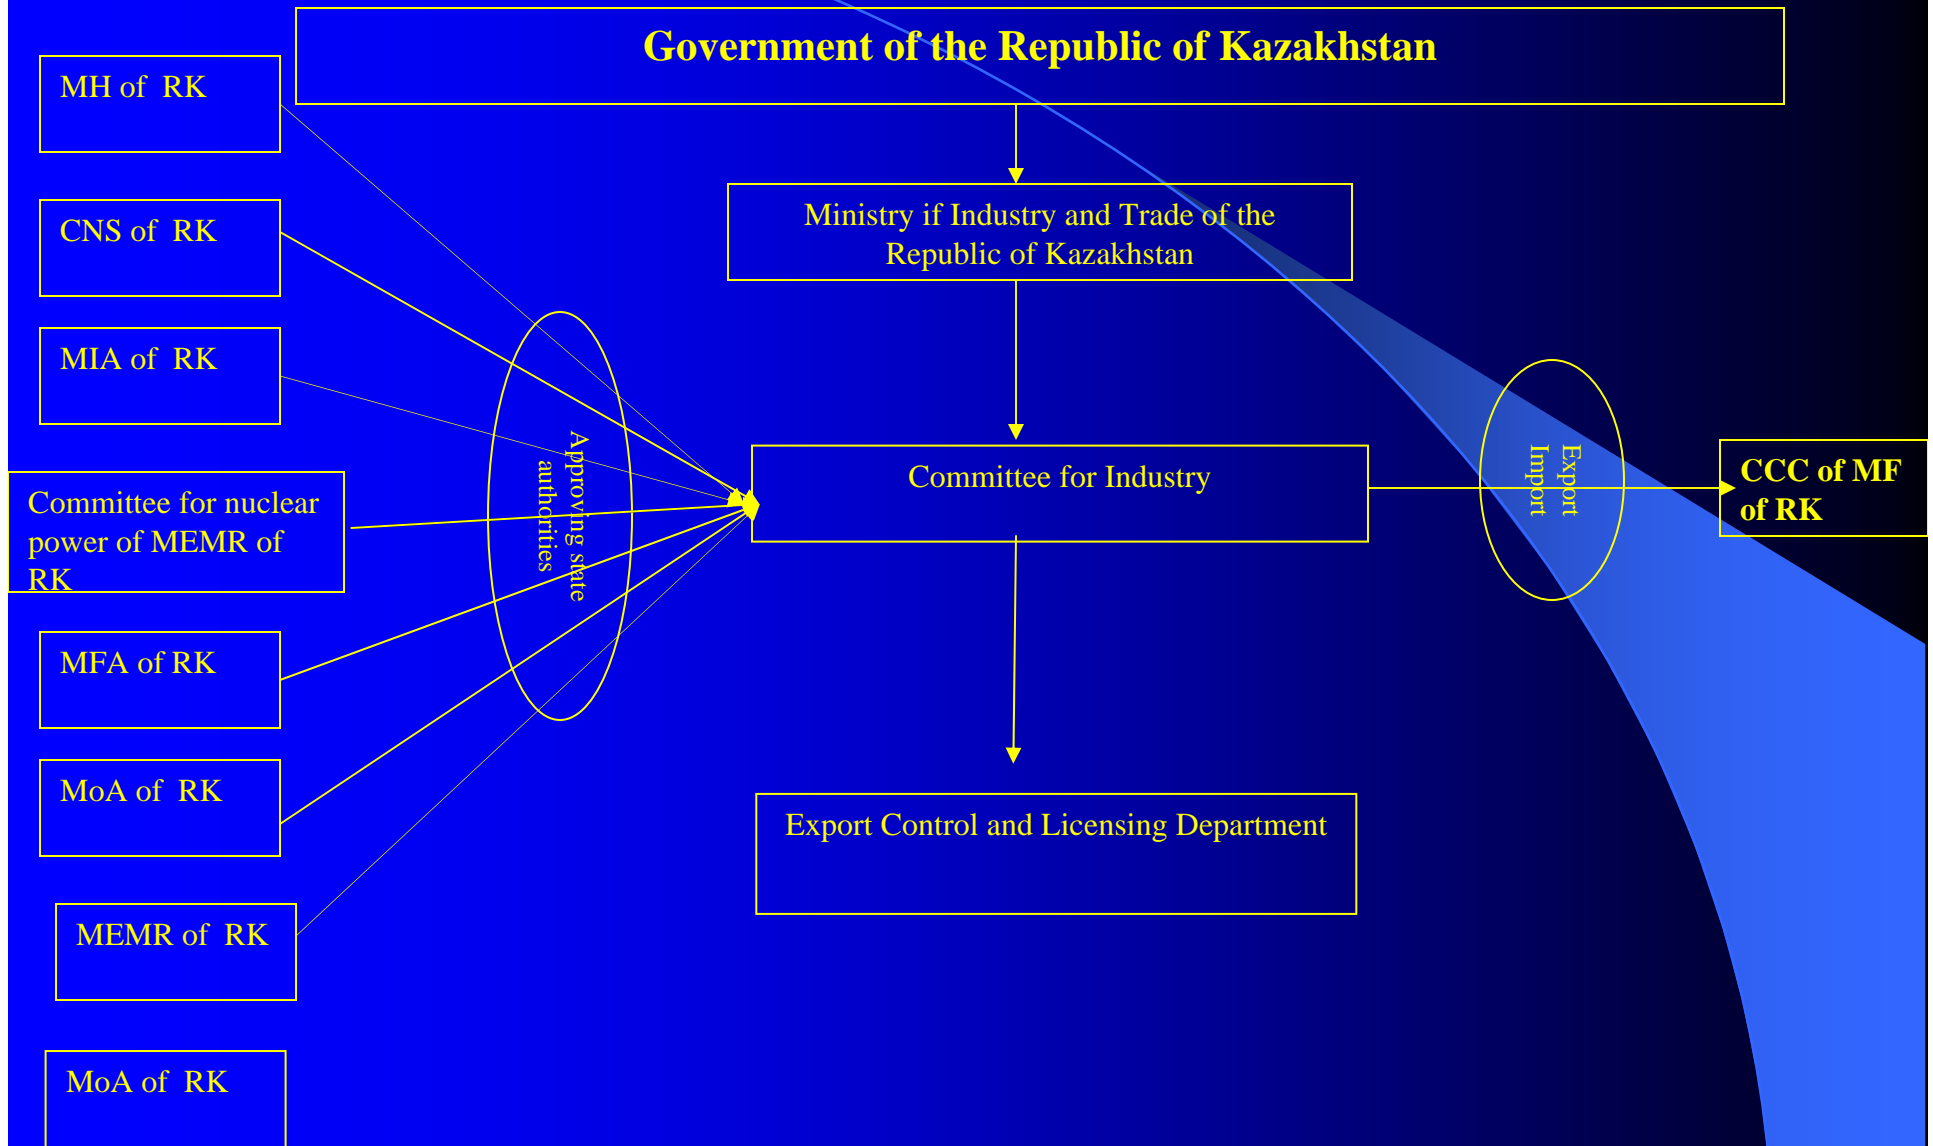 Government of the Republic of Kazakhstan
MH of  RK
Ministry if Industry and Trade of the
Republic of Kazakhstan
CNS of  RK
MIA of  RK
Approving state
authorities
Committee for Industry
Export
Import
CCC of MF
of RK
Committee for nuclear
power of MEMR of
RK
MFA of RK
MoA of  RK
Export Control and Licensing Department
MEMR of  RK
MoA of  RK